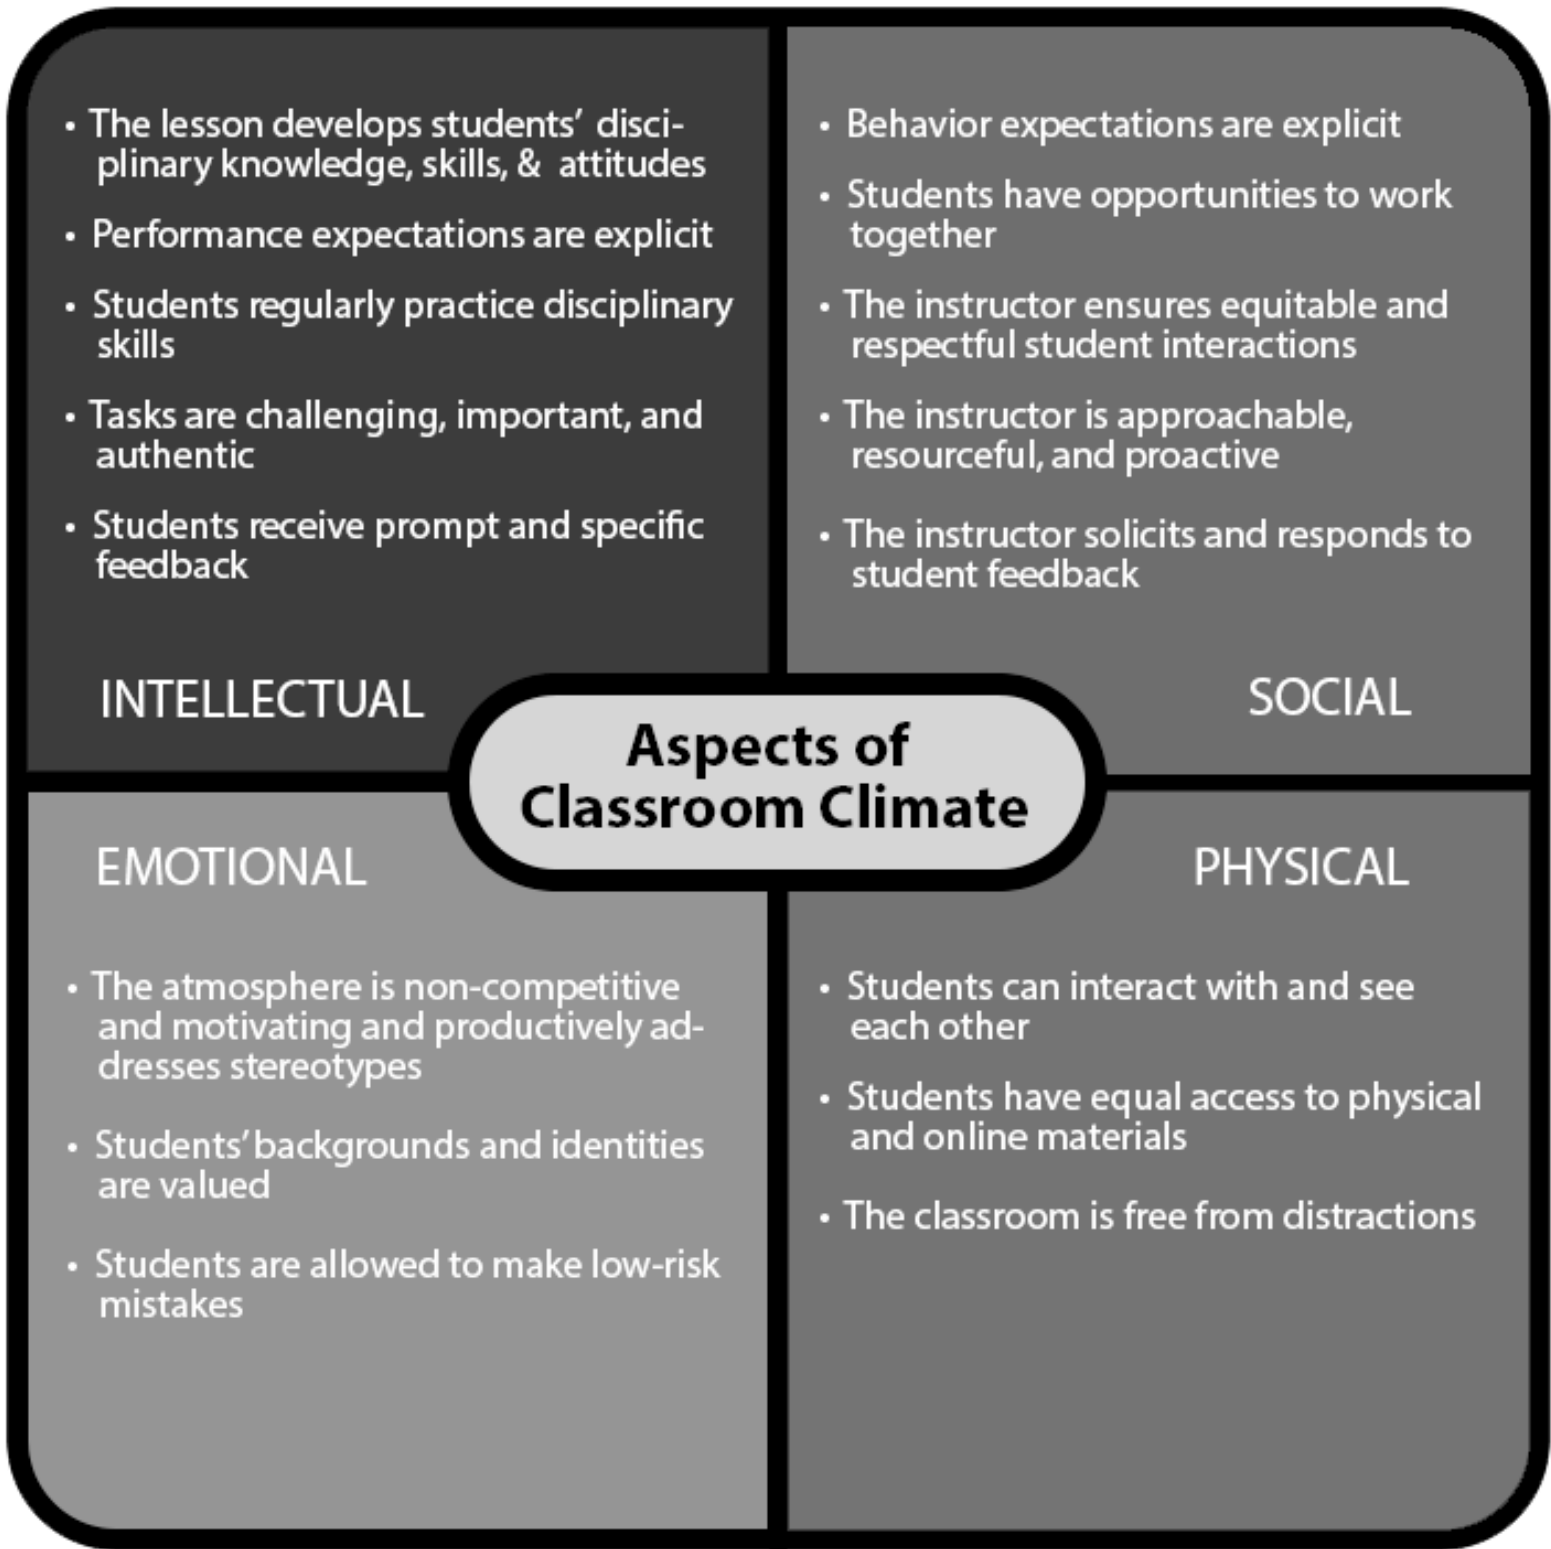 • The lesson develops students’ disci-
plinary knowledge, skills, & attitudes
• Performance expectations are explicit
• Students regularly practice disciplinary
skills
• Tasks are challenging, important, and
authentic
• Students receive prompt and specific
feedback
INTELLECTUAL
• Behavior expectations are explicit
• Students have opportunities to work
together
• The instructor ensures equitable and
respectful student interactions
• The instructor is approachable,
resourceful, and proactive
• The instructor solicits and responds to
student feedback
SOCIAL
Aspects of
Classroom Climate
EMOTIONAL
• The atmosphere is non-competitive
and motivating and productively ad-
dresses stereotypes
• Students’ backgrounds and identities
are valued
• Students are allowed to make low-risk
mistakes
PHYSICAL
• Students can interact with and see
each other
• Students have equal access to physical
and online materials
• The classroom is free from distractions